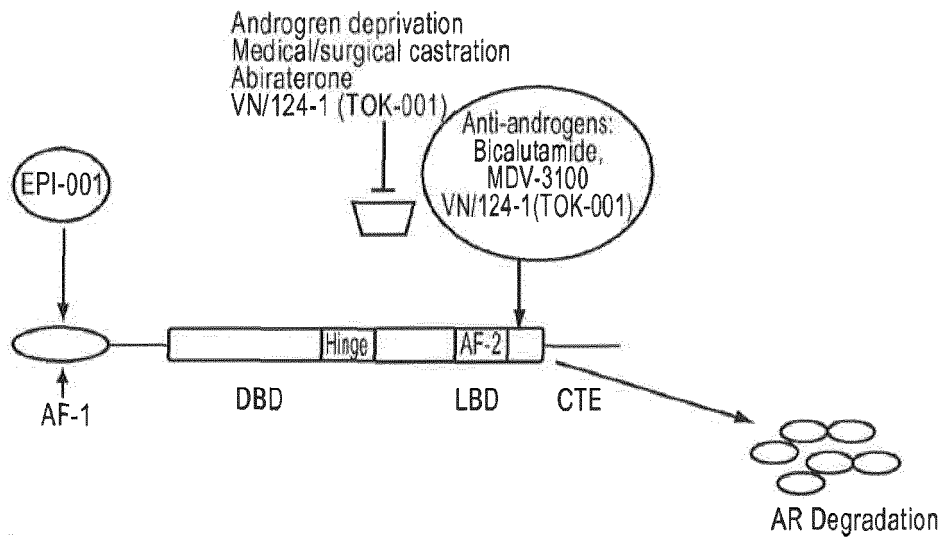 Androgren deprivation
Medical/surgical castration
Abiraterone
VN/124-1 (TOK-001)
Anti-androgens:
Bicalutamide,
MDV-3100
VN/124-1(TOK-001)
EPI-001
Hinge
AF-2
AF-1
DBD
LBD
CTE
AR Degradation